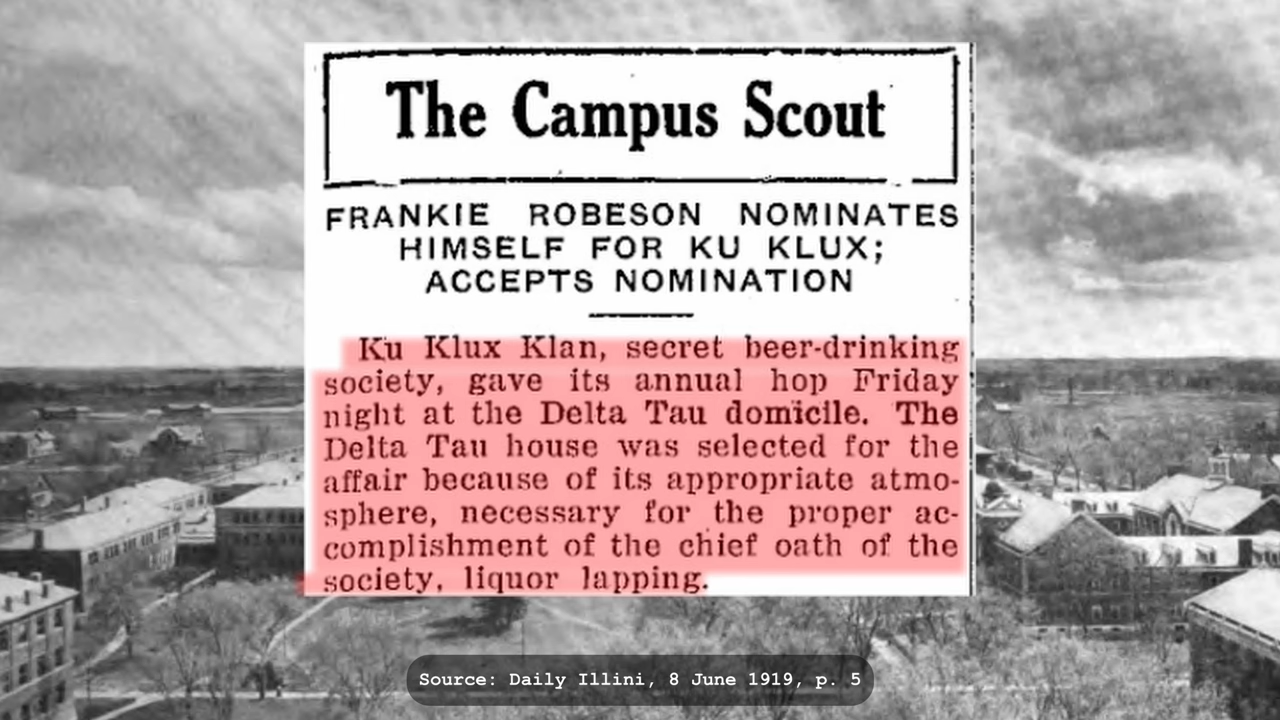 The Campus Scout
FRANKIE ROBESON NOMINATES
HIMSELF FOR KU KLUX;
ACCEPTS NOMINATION
Ku Klux Klan, secret beer-drinking
society, gave its annual hop Friday
night at the Delta Tau domicile. The
Delta Tau house was selected for the
affair because of its appropriate atmo-
sphere, necessary for the proper ac-
complishment of the chief oath of the
society, liquor lapping.
Source: Daily Illini, 8 June 1919, p. 5